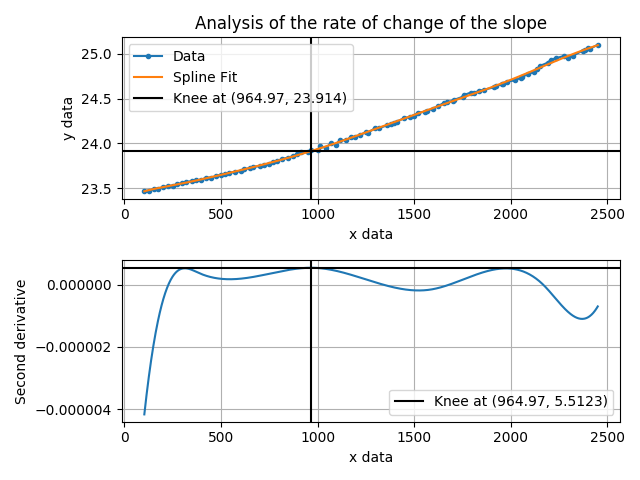 Analysis of the rate of change of the slope
25.0
24.5
24.0
23.5
y data
Data
Spline Fit
Knee at (964.97, 23.914)
0 500 1000 1500 2000 2500
x data
0.000000
−0.000002
−0.000004
Second derivative
Knee at (964.97, 5.5123)
0 500 1000 1500 2000 2500
x data